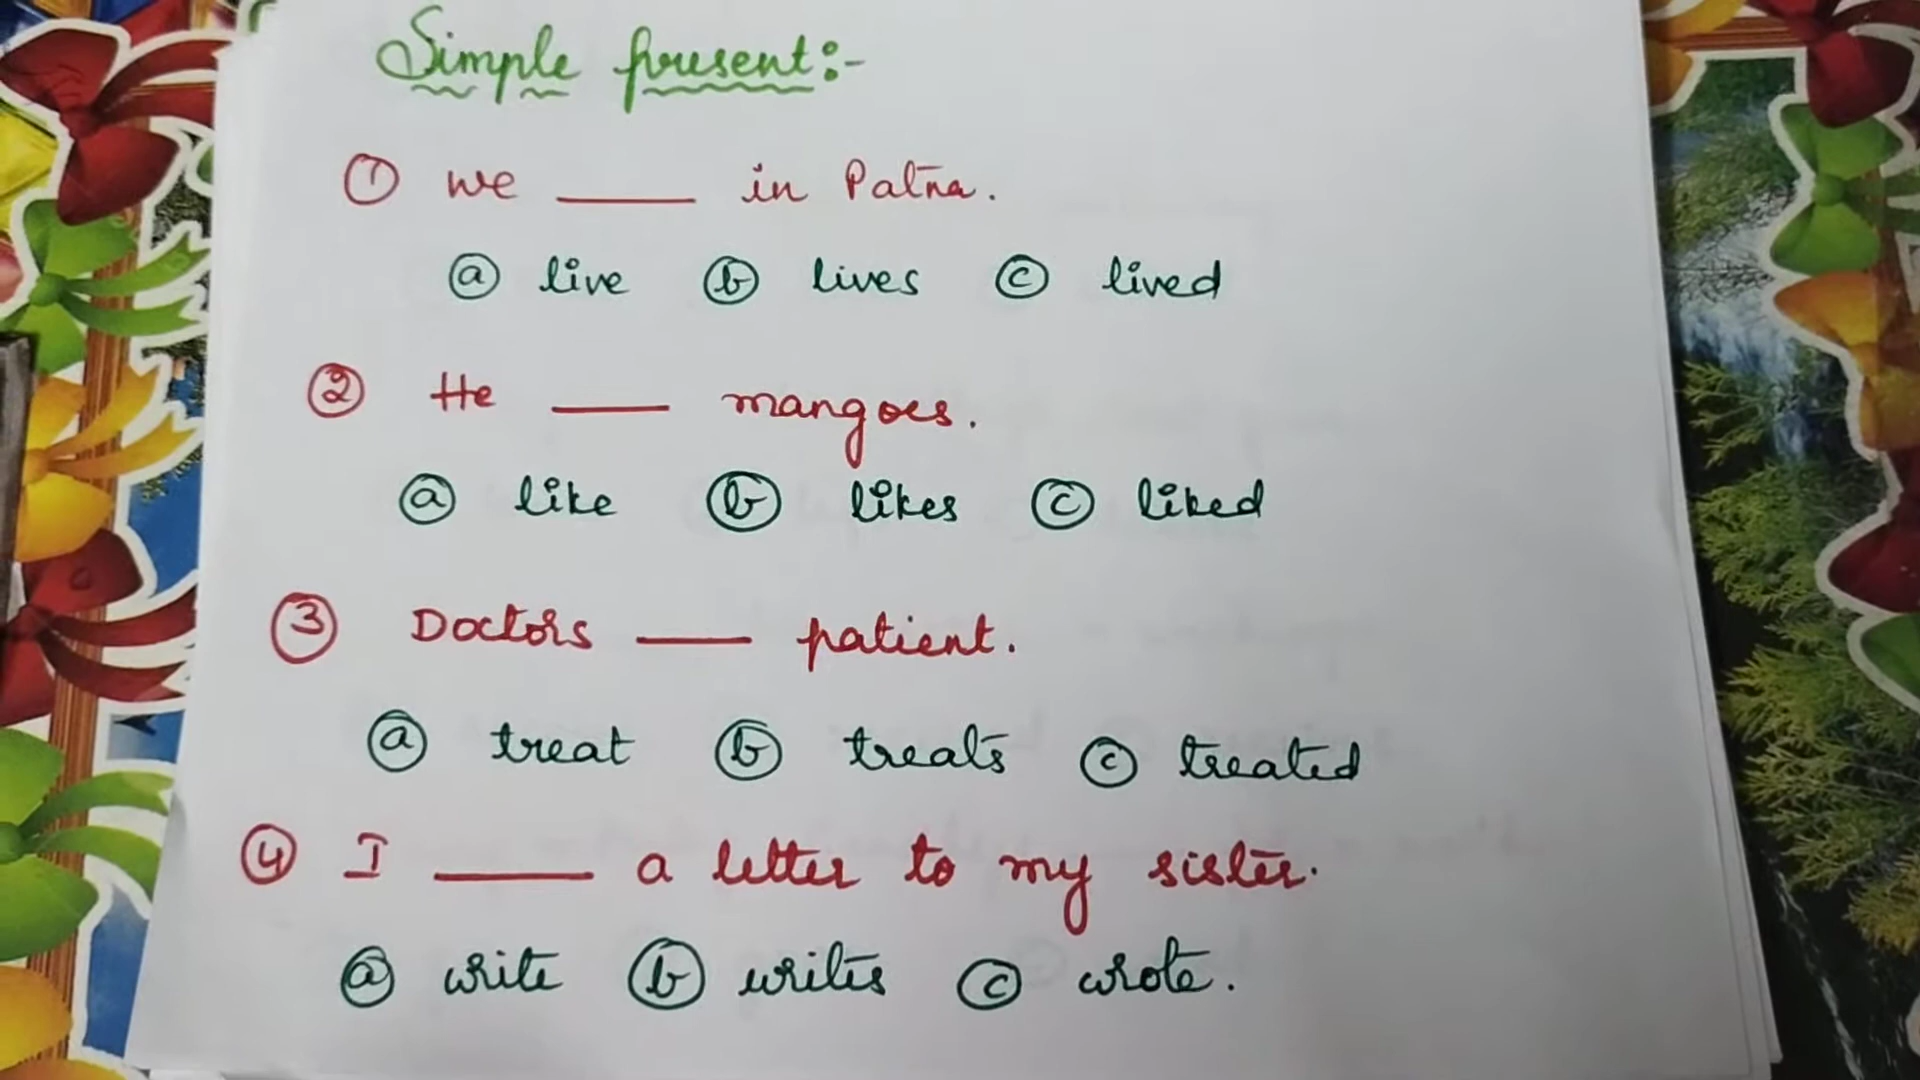 Simple present:-
① We ____ in Patna.
ⓐ live ⓑ lives ⓒ lived
② He ____ mangoes.
ⓐ like ⓑ likes ⓒ liked
③ Doctors ____ patient.
ⓐ treat ⓑ treats ⓒ treated
④ I ____ a letter to my sister.
ⓐ write ⓑ writes ⓒ wrote.